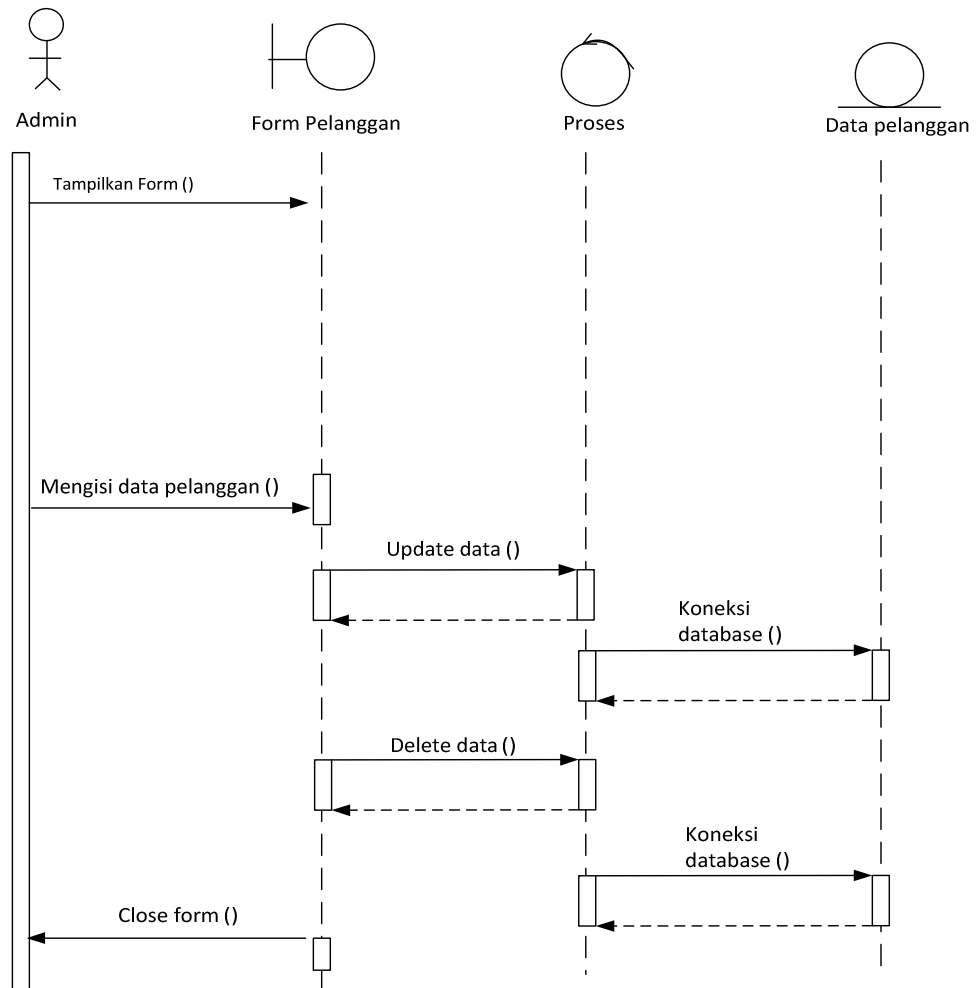 Admin
Form Pelanggan
Proses
Data pelanggan
Tampilkan Form ()
Mengisi data pelanggan ()
Update data ()
Koneksi
database ()
Delete data ()
Koneksi
database ()
Close form ()